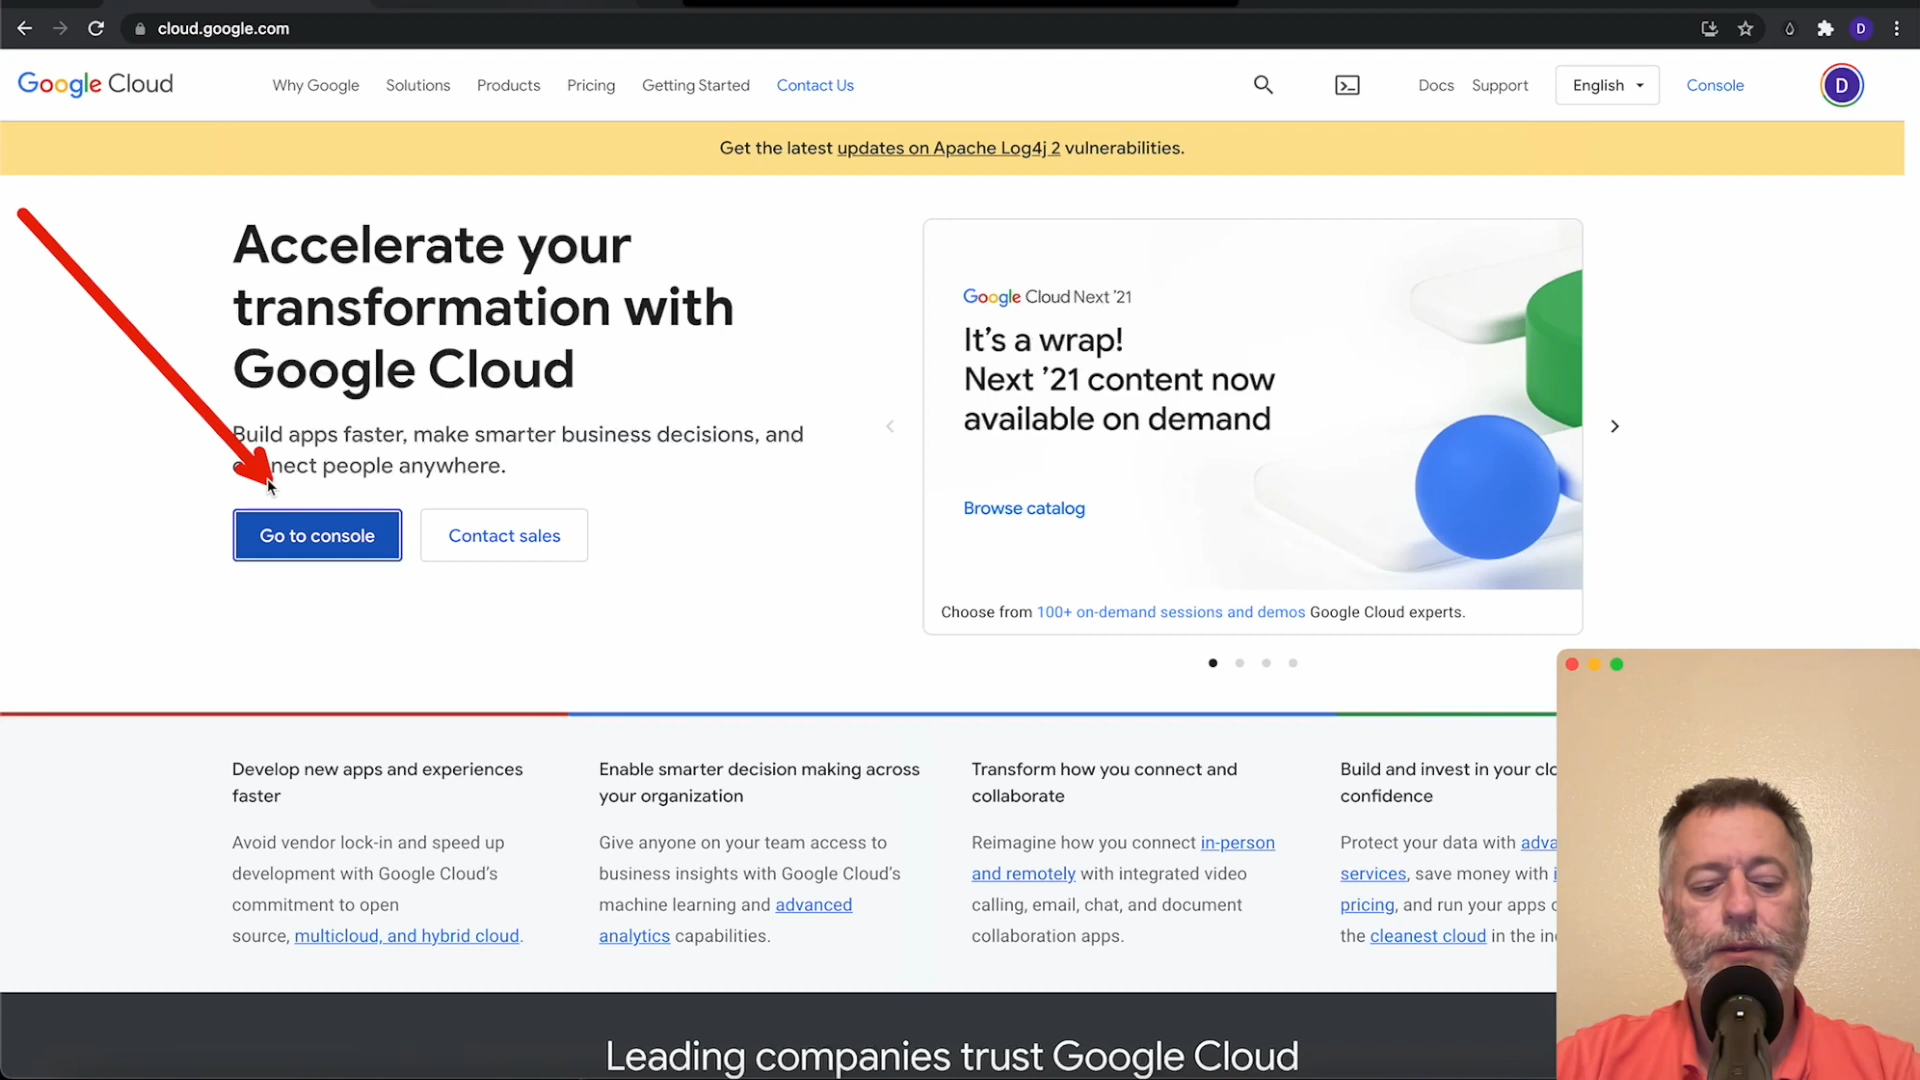 cloud.google.com
D
Google Cloud
Why Google
Solutions
Products
Pricing
Getting Started
Contact Us
Docs
Support
English
Console
D
Get the latest updates on Apache Log4j 2 vulnerabilities.
Accelerate your
transformation with
Google Cloud
Build apps faster, make smarter business decisions, and
connect people anywhere.
Go to console
Contact sales
Google Cloud Next '21
It's a wrap!
Next '21 content now
available on demand
Browse catalog
Choose from 100+ on-demand sessions and demos Google Cloud experts.
Develop new apps and experiences
faster
Avoid vendor lock-in and speed up
development with Google Cloud's
commitment to open
source, multicloud, and hybrid cloud.
Enable smarter decision making across
your organization
Give anyone on your team access to
business insights with Google Cloud's
machine learning and advanced
analytics capabilities.
Transform how you connect and
collaborate
Reimagine how you connect in-person
and remotely with integrated video
calling, email, chat, and document
collaboration apps.
Build and invest in your clo
confidence
Protect your data with adva
services, save money with i
pricing, and run your apps
the cleanest cloud in the in
Leading companies trust Google Cloud